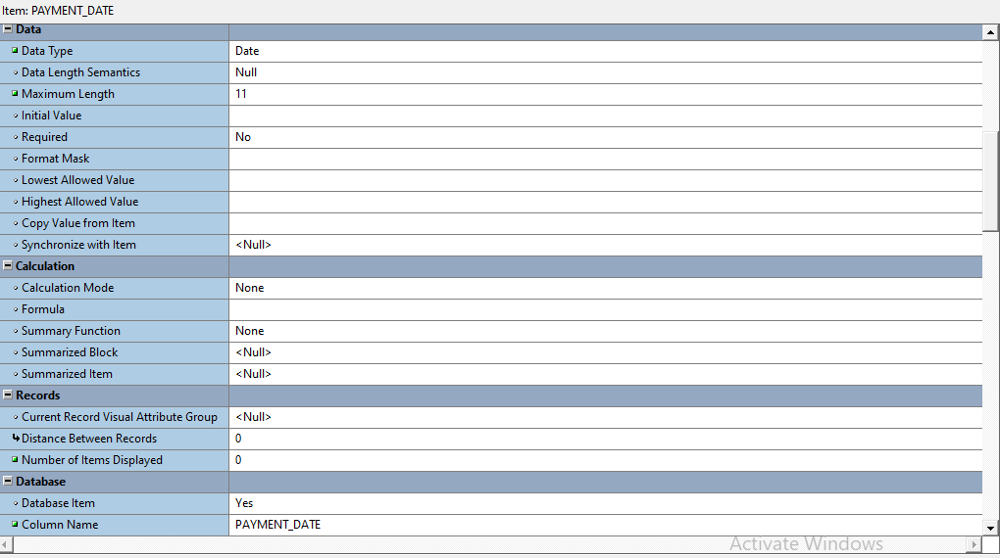 Item: PAYMENT_DATE
Data
Data Type Date
Data Length Semantics Null
Maximum Length 11
Initial Value
Required No
Format Mask
Lowest Allowed Value
Highest Allowed Value
Copy Value from Item
Synchronize with Item <Null>
Calculation
Calculation Mode None
Formula
Summary Function None
Summarized Block <Null>
Summarized Item <Null>
Records
Current Record Visual Attribute Group <Null>
Distance Between Records 0
Number of Items Displayed 0
Database
Database Item Yes
Column Name PAYMENT_DATE
Activate Windows